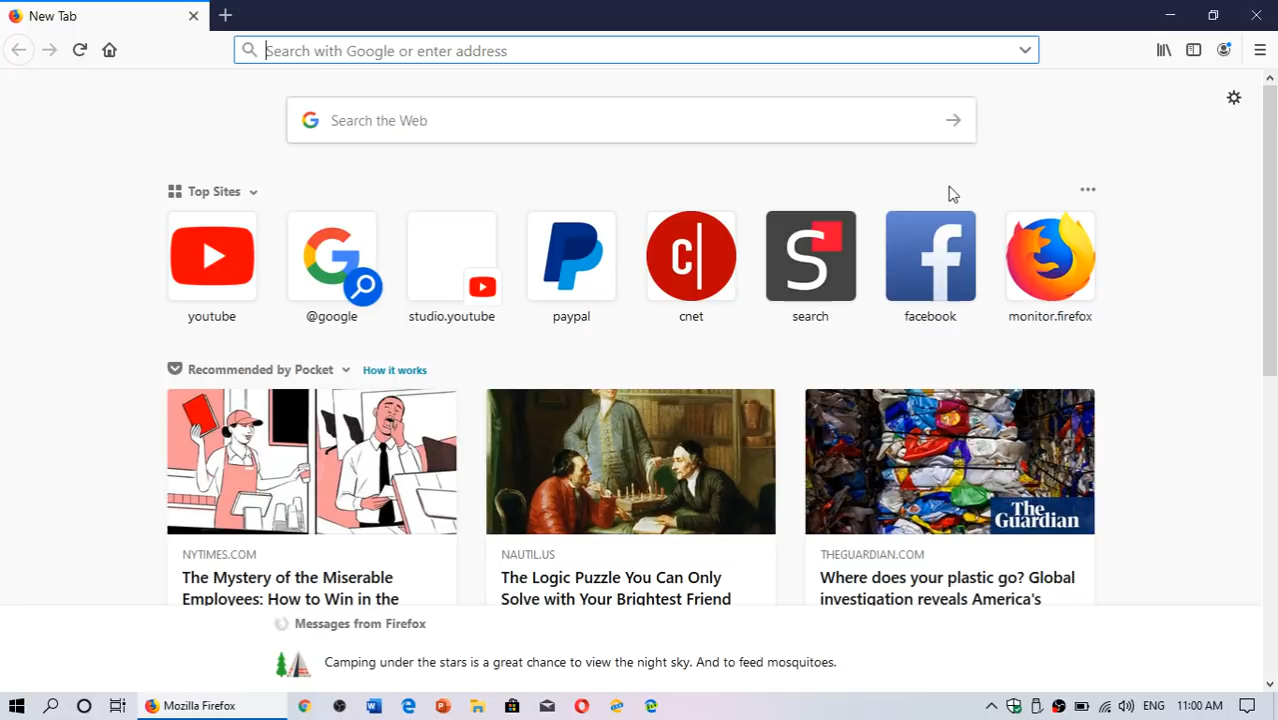 New Tab
Search with Google or enter address
Search the Web
Top Sites
youtube
@google
studio.youtube
paypal
cnet
search
facebook
monitor.firefox
Recommended by Pocket
How it works
The Guardian
NYTIMES.COM
The Mystery of the Miserable
Employees: How to Win in the
NAUTIL.US
The Logic Puzzle You Can Only
Solve with Your Brightest Friend
THEGUARDIAN.COM
Where does your plastic go? Global
investigation reveals America's
Messages from Firefox
Camping under the stars is a great chance to view the night sky. And to feed mosquitoes.
Mozilla Firefox
ENG
11:00 AM